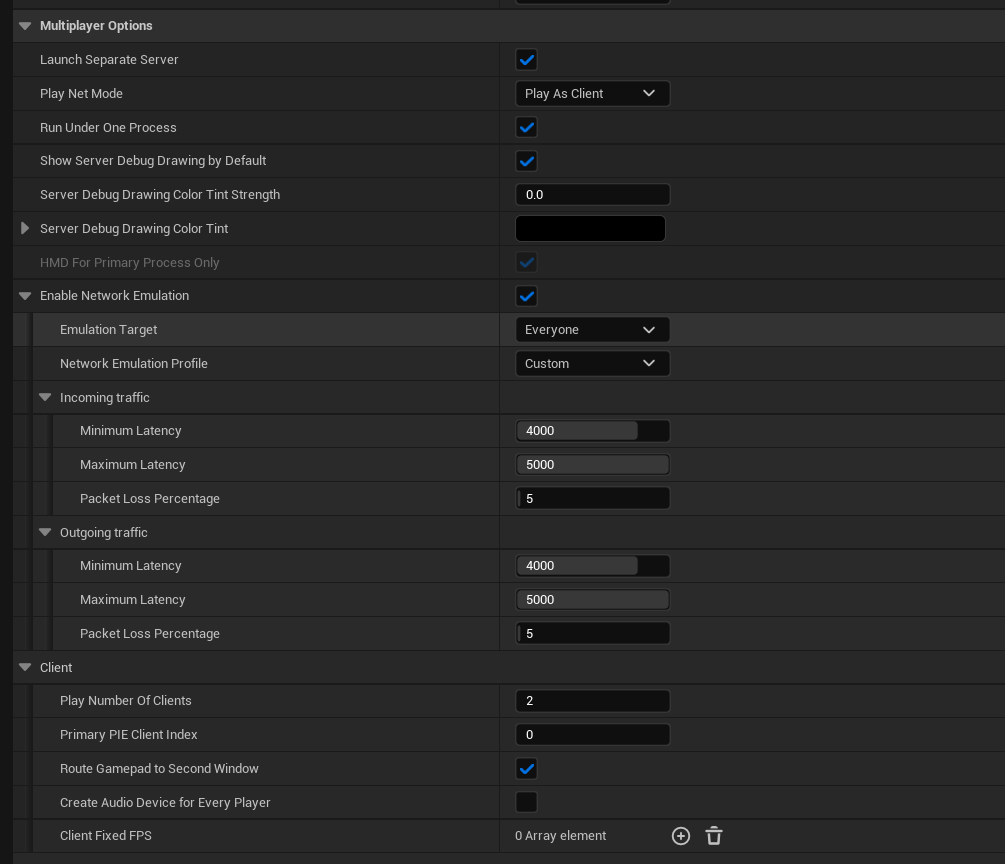 Multiplayer Options
Launch Separate Server
Play Net Mode Play As Client
Run Under One Process
Show Server Debug Drawing by Default
Server Debug Drawing Color Tint Strength 0.0
Server Debug Drawing Color Tint
HMD For Primary Process Only
Enable Network Emulation
Emulation Target Everyone
Network Emulation Profile Custom
Incoming traffic
Minimum Latency 4000
Maximum Latency 5000
Packet Loss Percentage 5
Outgoing traffic
Minimum Latency 4000
Maximum Latency 5000
Packet Loss Percentage 5
Client
Play Number Of Clients 2
Primary PIE Client Index 0
Route Gamepad to Second Window
Create Audio Device for Every Player
Client Fixed FPS 0 Array element